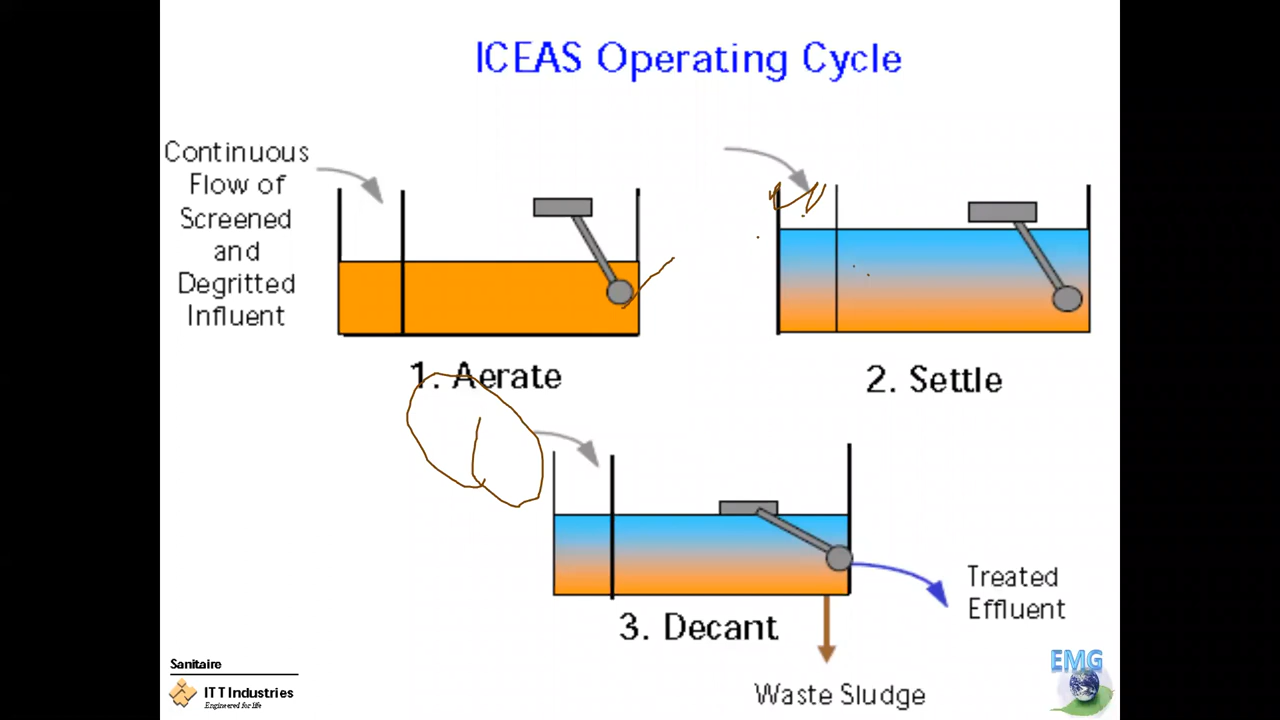 ICEAS Operating Cycle
Continuous
Flow of
Screened
and
Degritted
Influent
1. Aerate
2. Settle
3. Decant
Treated
Effluent
Waste Sludge
Sanitaire
ITT Industries
Engineered for life
EMG